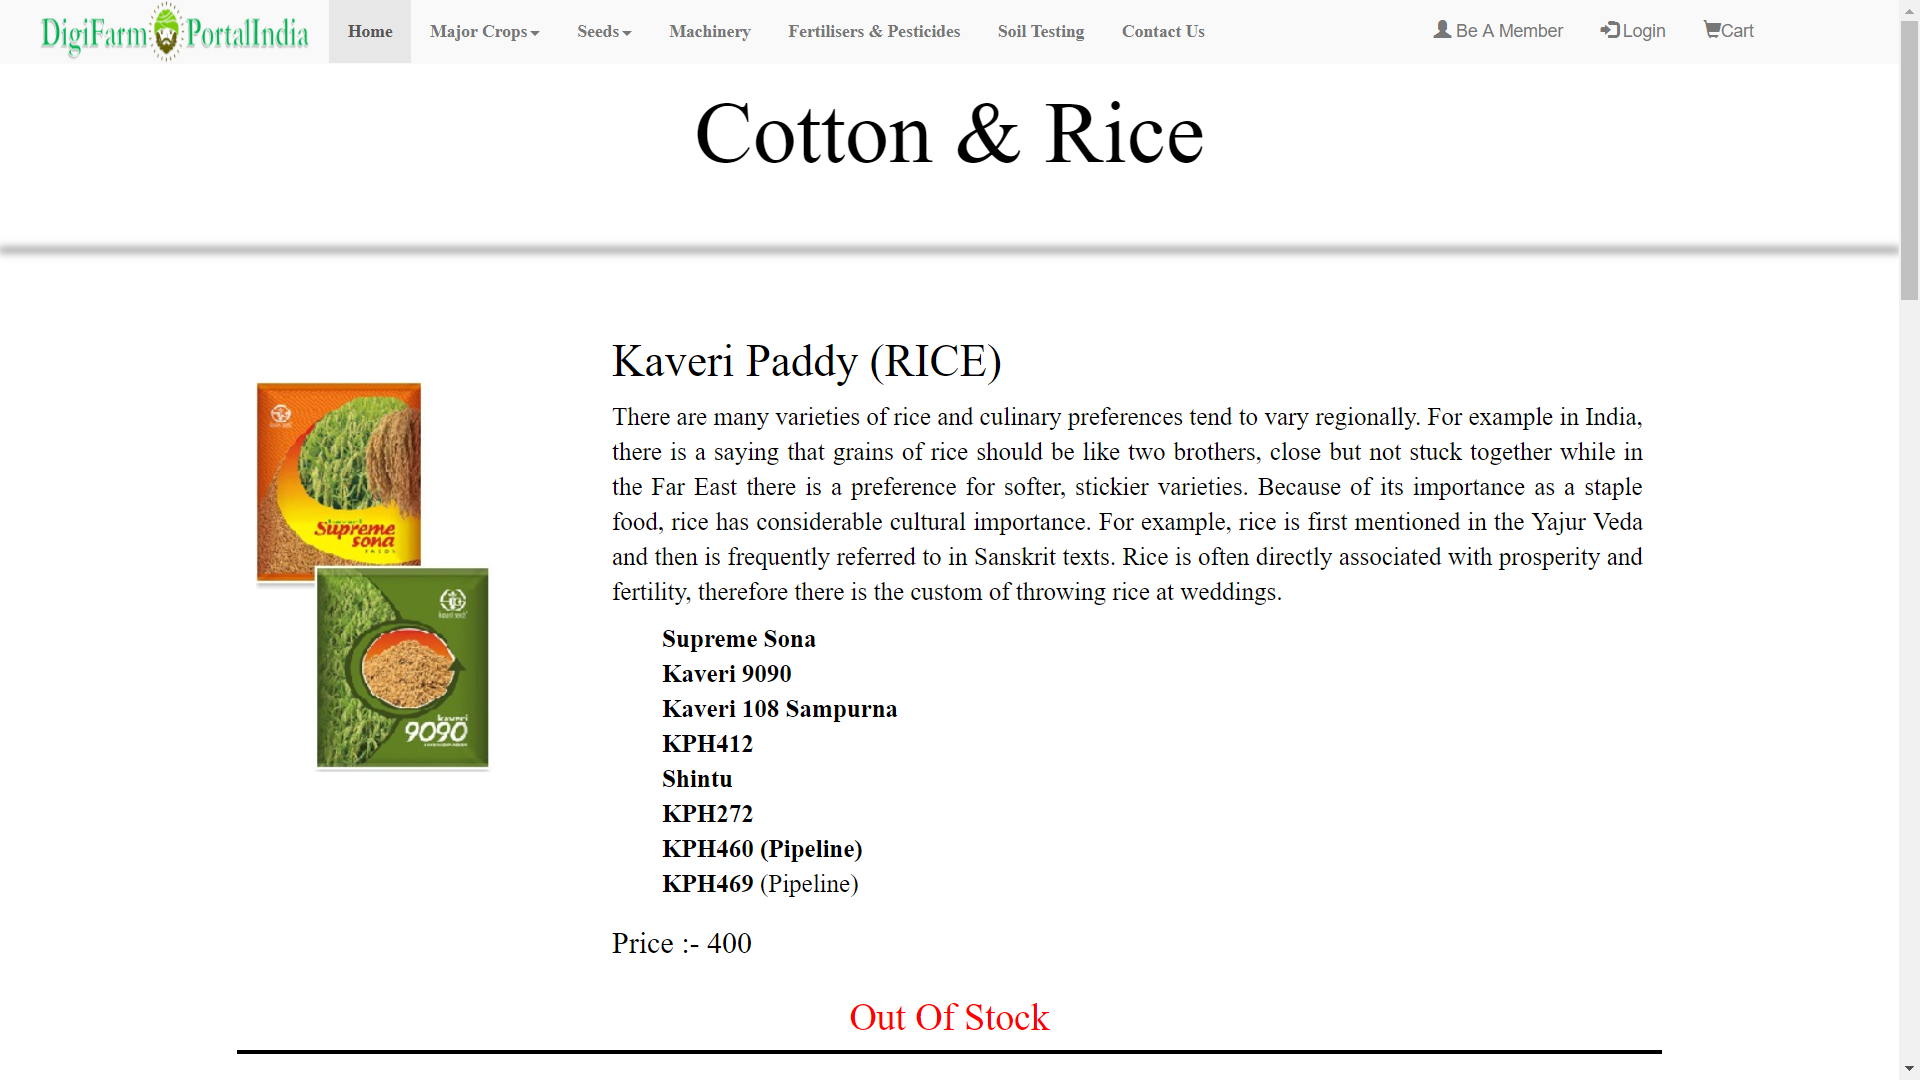 DigiFarm PortalIndia
Home
Major Crops
Seeds
Machinery
Fertilisers & Pesticides
Soil Testing
Contact Us
Be A Member
Login
Cart
Cotton & Rice
Kaveri Paddy (RICE)
There are many varieties of rice and culinary preferences tend to vary regionally. For example in India,
there is a saying that grains of rice should be like two brothers, close but not stuck together while in
the Far East there is a preference for softer, stickier varieties. Because of its importance as a staple
food, rice has considerable cultural importance. For example, rice is first mentioned in the Yajur Veda
and then is frequently referred to in Sanskrit texts. Rice is often directly associated with prosperity and
fertility, therefore there is the custom of throwing rice at weddings.
Supreme
sona
kaveri
9090
Supreme Sona
Kaveri 9090
Kaveri 108 Sampurna
KPH412
Shintu
KPH272
KPH460 (Pipeline)
KPH469 (Pipeline)
Price :- 400
Out Of Stock